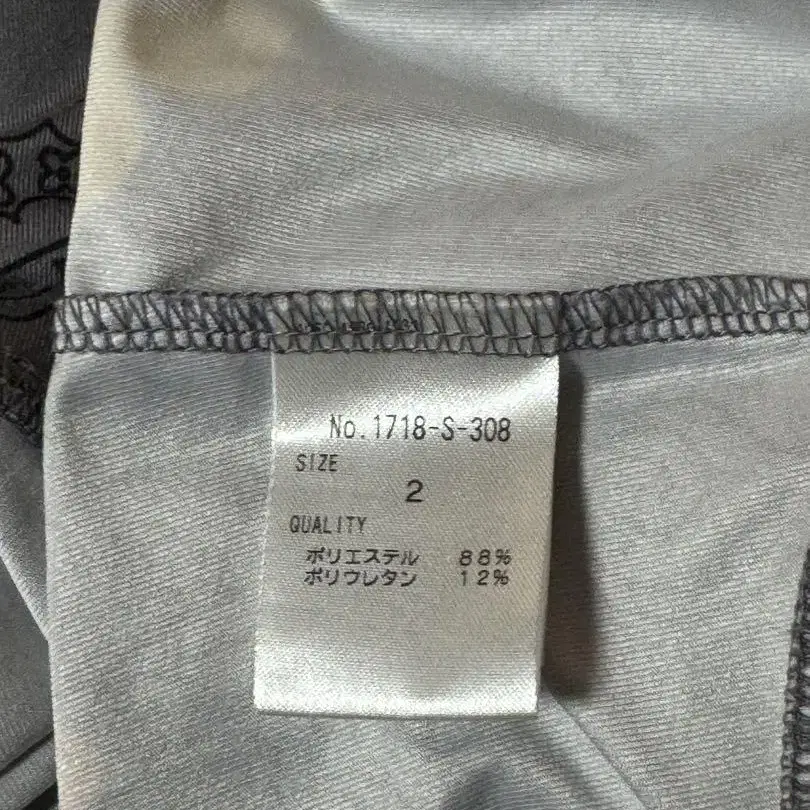 No.1718-S-308
SIZE
2
QUALITY
ポリエステル 88%
ポリウレタン 12%